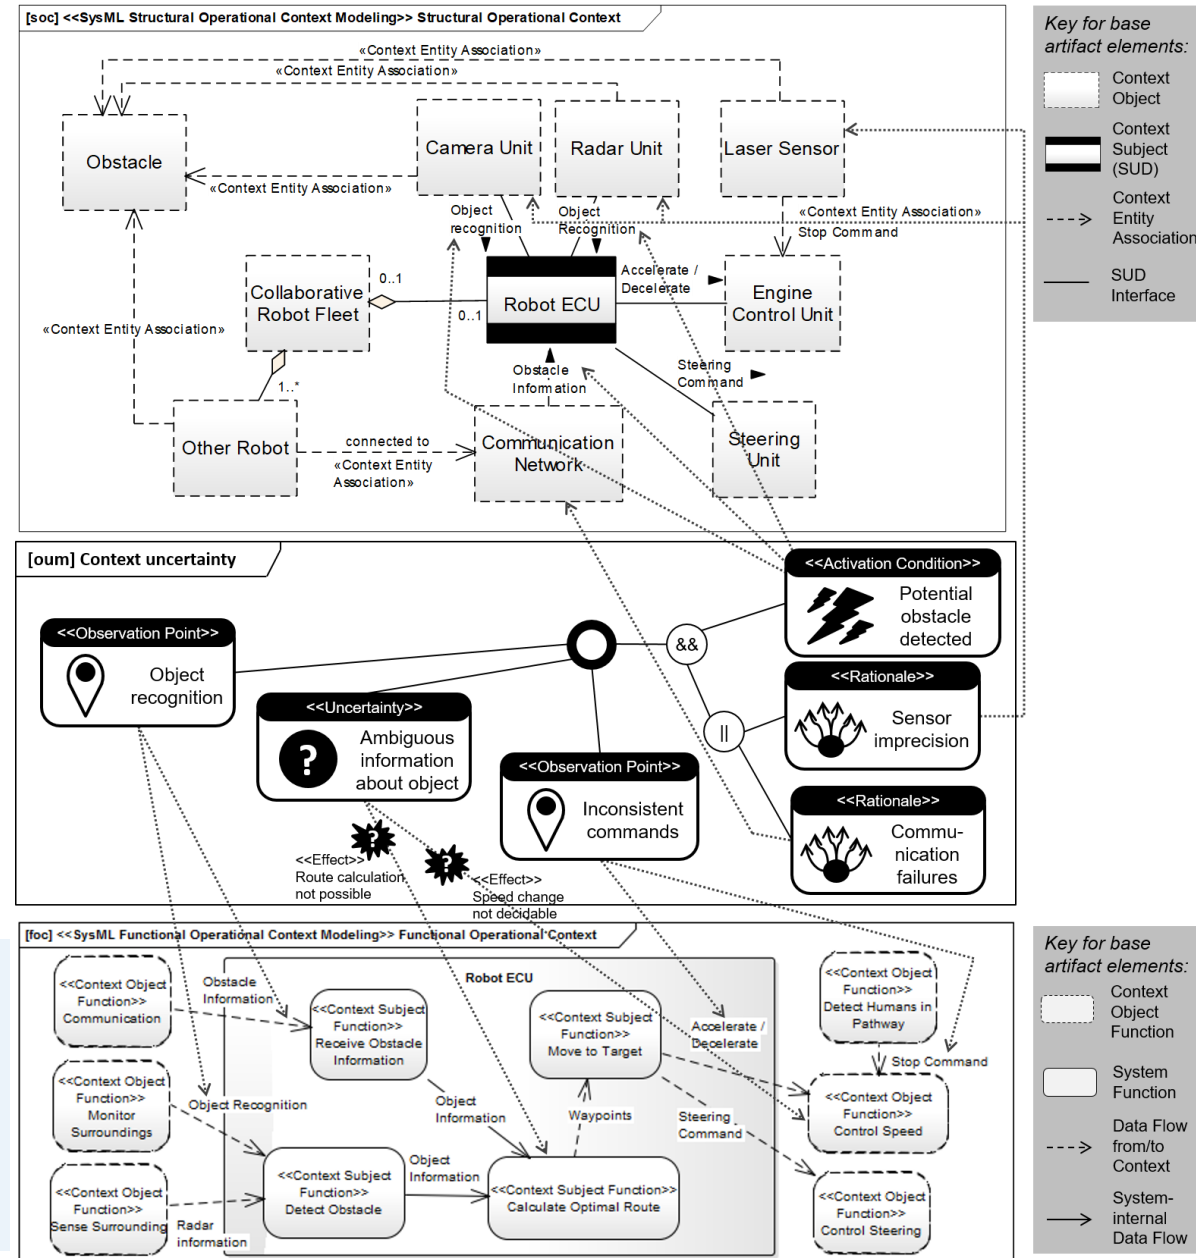 [soc] <<SysML Structural Operational Context Modeling>> Structural Operational Context
«Context Entity Association»
«Context Entity Association»
Obstacle
Camera Unit
Radar Unit
Laser Sensor
«Context Entity Association»
Object
recognition
Object
Recognition
«Context Entity Association»
Stop Command
Collaborative
Robot Fleet
0..1
0..1
Robot ECU
Accelerate /
Decelerate
Engine
Control Unit
«Context Entity Association»
1..*
Obstacle
Information
Steering
Command
Other Robot
connected to
«Context Entity
Association»
Communication
Network
Steering
Unit
Key for base
artifact elements:
Context
Object
Context
Subject
(SUD)
Context
Entity
Association
SUD
Interface
[oum] Context uncertainty
<<Observation Point>>
Object
recognition
<<Uncertainty>>
?
Ambiguous
information
about object
<<Observation Point>>
Inconsistent
commands
&&
||
<<Activation Condition>>
Potential
obstacle
detected
<<Rationale>>
Sensor
imprecision
<<Rationale>>
Commu-
nication
failures
?
<<Effect>>
Route calculation
not possible
?
<<Effect>>
Speed change
not decidable
[foc] <<SysML Functional Operational Context Modeling>> Functional Operational Context
Robot ECU
<<Context Object
Function>>
Communication
Obstacle
Information
<<Context Subject
Function>>
Receive Obstacle
Information
<<Context Subject
Function>>
Move to Target
Accelerate /
Decelerate
<<Context Object
Function>>
Detect Humans in
Pathway
Stop Command
<<Context Object
Function>>
Monitor
Surroundings
Object Recognition
Object
Information
Waypoints
Steering
Command
<<Context Object
Function>>
Control Speed
<<Context Object
Function>>
Sense Surrounding
Radar
information
<<Context Subject
Function>>
Detect Obstacle
Object
Information
<<Context Subject Function>>
Calculate Optimal Route
<<Context Object
Function>>
Control Steering
Key for base
artifact elements:
Context
Object
Function
System
Function
Data Flow
from/to
Context
System-
internal
Data Flow